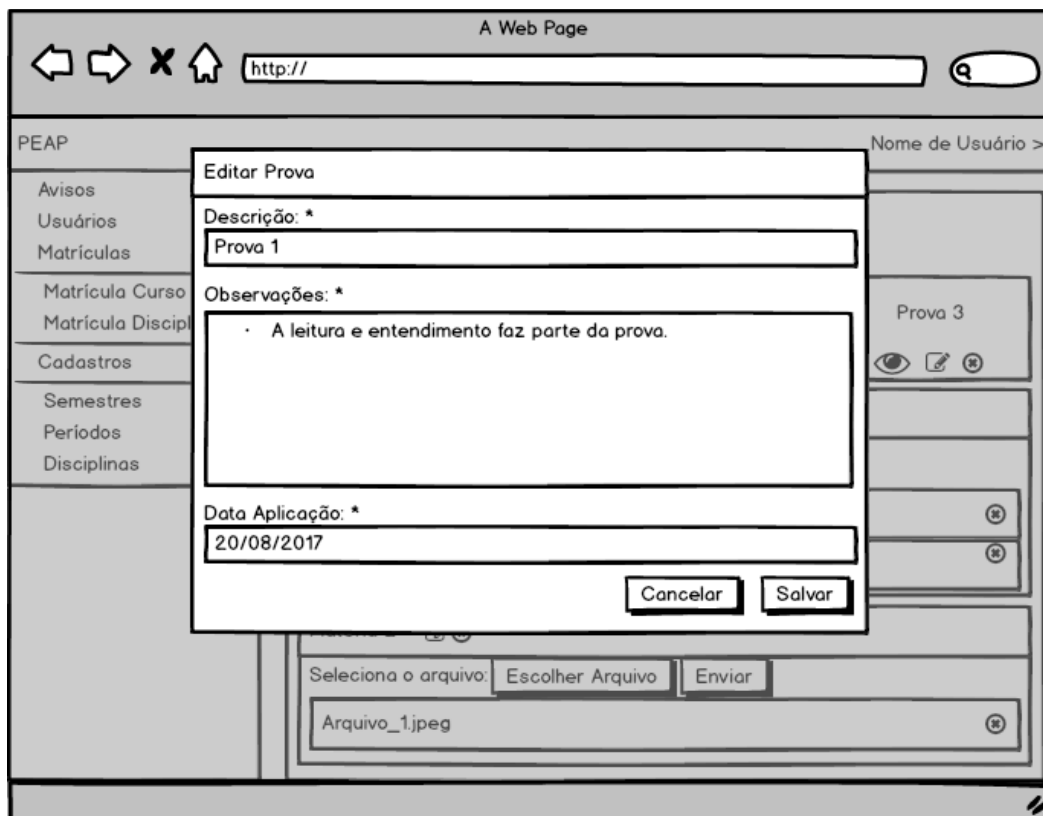 A Web Page
http://
PEAP
Nome de Usuário >
Avisos
Usuários
Matrículas
Matrícula Curso
Matrícula Discipl
Cadastros
Semestres
Períodos
Disciplinas
Editar Prova
Descrição: *
Prova 1
Observações: *
· A leitura e entendimento faz parte da prova.
Data Aplicação: *
20/08/2017
Cancelar
Salvar
Prova 3
Seleciona o arquivo:
Escolher Arquivo
Enviar
Arquivo_1.jpeg